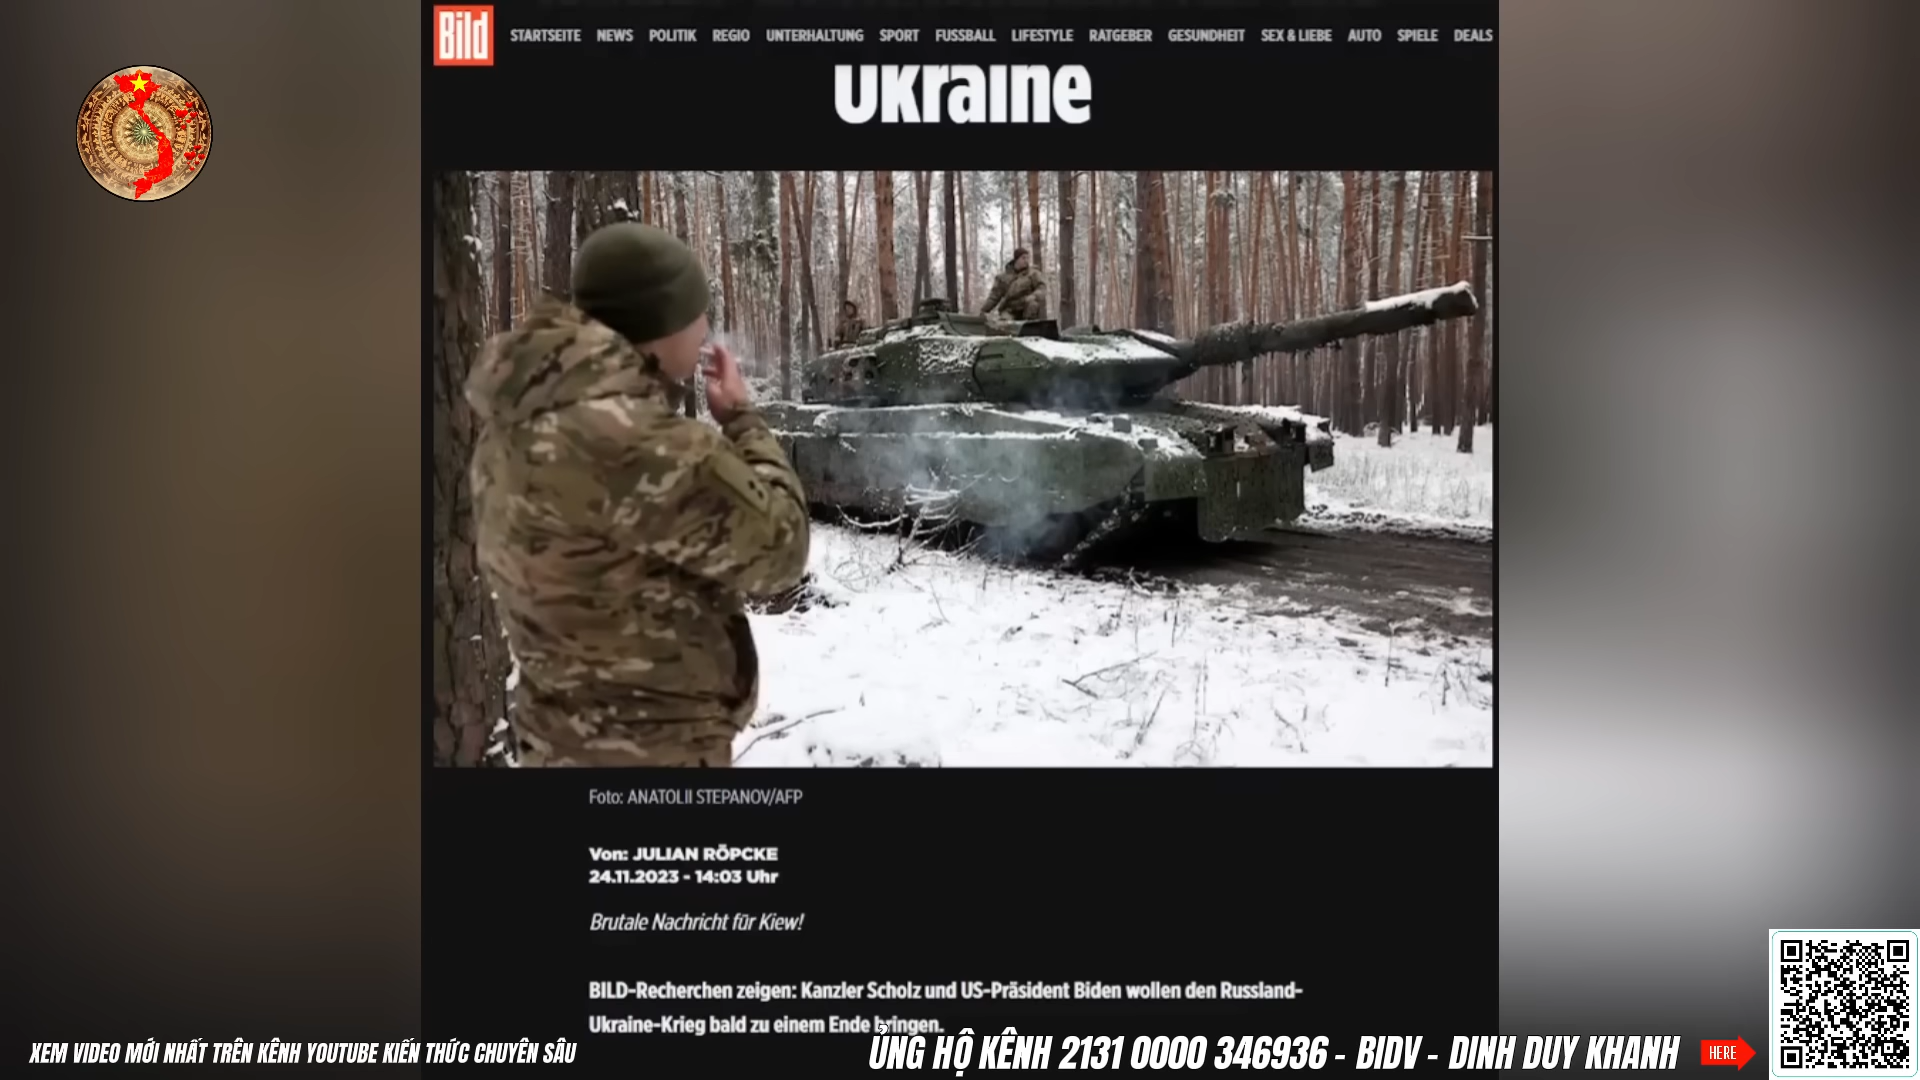 Bild
STARTSEITE NEWS POLITIK REGIO UNTERHALTUNG SPORT FUSSBALL LIFESTYLE RATGEBER GESUNDHEIT SEX & LIEBE AUTO SPIELE DEALS
Ukraine
Foto: ANATOLII STEPANOV/AFP
Von: JULIAN RÖPCKE
24.11.2023 - 14:03 Uhr
Brutale Nachricht für Kiew!
BILD-Recherchen zeigen: Kanzler Scholz und US-Präsident Biden wollen den Russland-
Ukraine-Krieg bald zu einem Ende bringen.
XEM VIDEO MỚI NHẤT TRÊN KÊNH YOUTUBE KIẾN THỨC CHUYÊN SÂU
ỦNG HỘ KÊNH 2131 0000 346936 - BIDV - DINH DUY KHANH
HERE